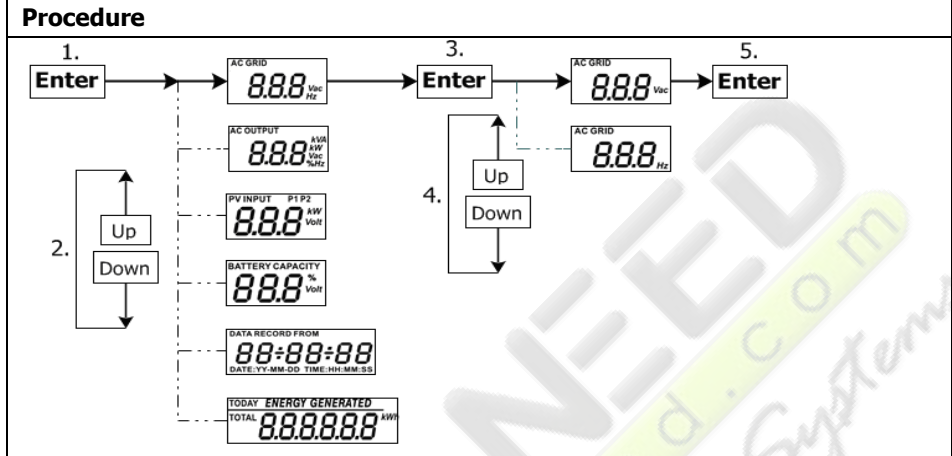 Procedure
1.
Enter
AC GRID
8.8.8 Vac
Hz
3.
Enter
AC GRID
8.8.8 Vac
5.
Enter
AC OUTPUT
8.8.8 kVA
kW
Vac
%Hz
AC GRID
8.8.8 Hz
2.
Up
Down
4.
Up
Down
PV INPUT P1 P2
8.8.8 kW
Volt
BATTERY CAPACITY
88.8 %
Volt
DATA RECORD FROM
88:88:88
DATE:YY-MM-DD TIME:HH:MM:SS
TODAY ENERGY GENERATED
TOTAL 8.8.8.8.8.8 kWh
NEED
d.com
Systems